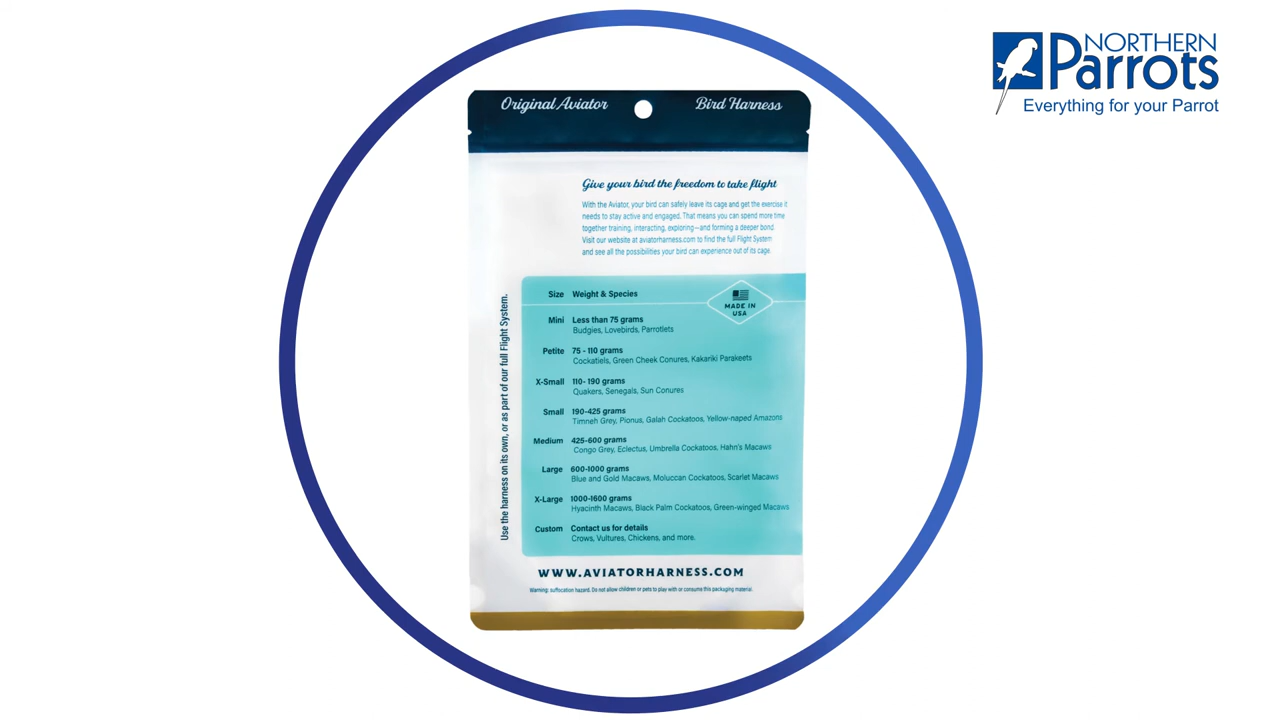 NORTHERN
Parrots
Everything for your Parrot
Original Aviator Bird Harness
Give your bird the freedom to take flight
With the Aviator, your bird can safely leave its cage and get the exercise it
needs to stay active and engaged. That means you can spend more time
together training, interacting, exploring—and forming a deeper bond.
Visit our website at aviatorharness.com to find the full Flight System
and see all the possibilities your bird can experience out of its cage.
Use the harness on its own, or as part of our full Flight System.
Size Weight & Species
MADE IN
USA
Mini Less than 75 grams
Budgies, Lovebirds, Parrotlets
Petite 75 - 110 grams
Cockatiels, Green Cheek Conures, Kakariki Parakeets
X-Small 110- 190 grams
Quakers, Senegals, Sun Conures
Small 190-425 grams
Timneh Grey, Pionus, Galah Cockatoos, Yellow-naped Amazons
Medium 425-600 grams
Congo Grey, Eclectus, Umbrella Cockatoos, Hahn's Macaws
Large 600-1000 grams
Blue and Gold Macaws, Moluccan Cockatoos, Scarlet Macaws
X-Large 1000-1600 grams
Hyacinth Macaws, Black Palm Cockatoos, Green-winged Macaws
Custom Contact us for details
Crows, Vultures, Chickens, and more.
WWW.AVIATORHARNESS.COM
Warning: suffocation hazard. Do not allow children or pets to play with or consume this packaging material.